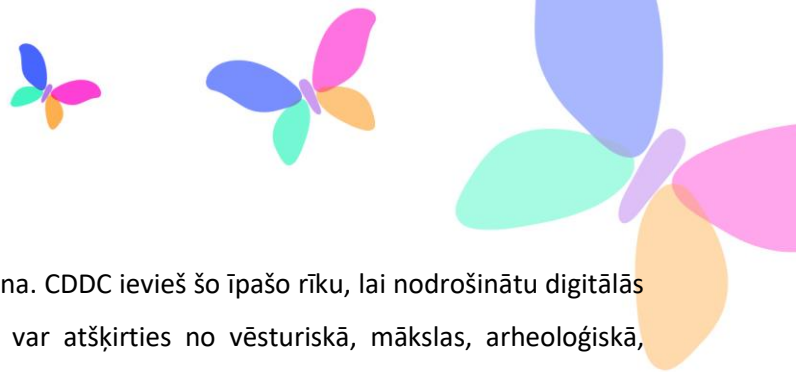 na. CDDC ievieš šo īpašo rīku, lai nodrošinātu digitālās
var atšķirties no vēsturiskā, mākslas, arheoloģiskā,